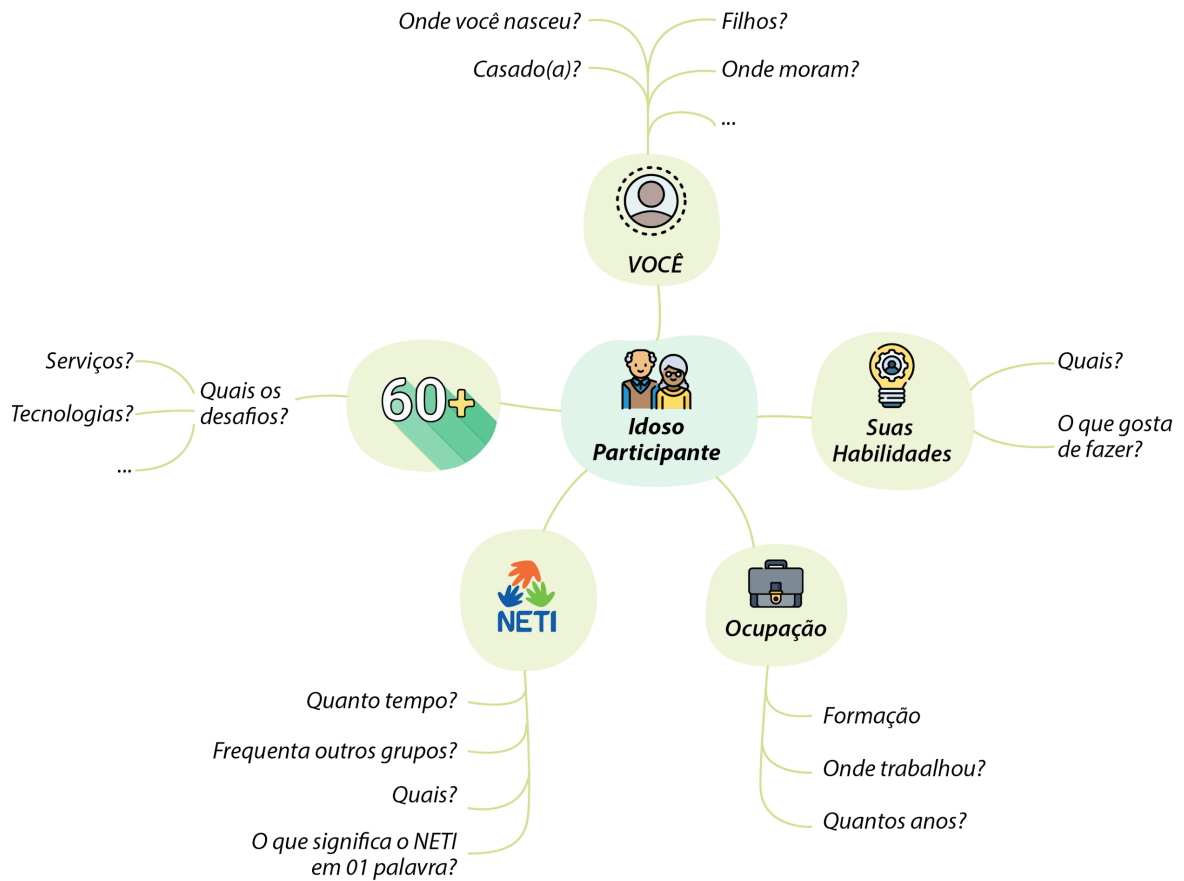 Onde você nasceu?
Filhos?
Casado(a)?
Onde moram?
...
VOCÊ
Serviços?
Tecnologias?
...
Quais os
desafios?
60+
Idoso
Participante
Suas
Habilidades
Quais?
O que gosta
de fazer?
NETI
Quanto tempo?
Frequenta outros grupos?
Quais?
O que significa o NETI
em 01 palavra?
Ocupação
Formação
Onde trabalhou?
Quantos anos?